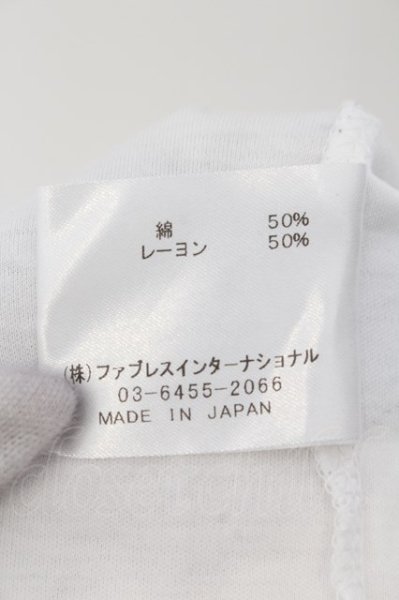 綿 50%
レーヨン 50%
(株)ファブレスインターナショナル
03-6455-2066
MADE IN JAPAN